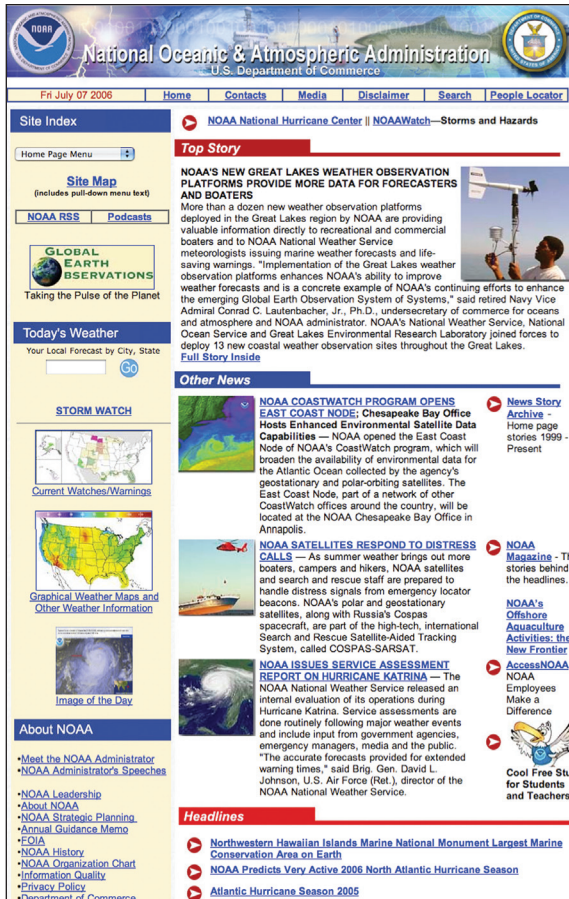 NOAA
National Oceanic & Atmospheric Administration
U.S. Department of Commerce
Fri July 07 2006
Home
Contacts
Media
Disclaimer
Search
People Locator
Site Index
Home Page Menu
Site Map
(includes pull-down menu text)
NOAA RSS
Podcasts
GLOBAL
EARTH
OBSERVATIONS
Taking the Pulse of the Planet
Today's Weather
Your Local Forecast by City, State
Go
STORM WATCH
Current Watches/Warnings
Graphical Weather Maps and
Other Weather Information
Image of the Day
About NOAA
•Meet the NOAA Administrator
•NOAA Administrator's Speeches
•NOAA Leadership
•About NOAA
•NOAA Strategic Planning
•Annual Guidance Memo
•FOIA
•NOAA History
•NOAA Organization Chart
•Information Quality
•Privacy Policy
•Department of Commerce
NOAA National Hurricane Center || NOAAWatch—Storms and Hazards
Top Story
NOAA'S NEW GREAT LAKES WEATHER OBSERVATION
PLATFORMS PROVIDE MORE DATA FOR FORECASTERS
AND BOATERS
More than a dozen new weather observation platforms
deployed in the Great Lakes region by NOAA are providing
valuable information directly to recreational and commercial
boaters and to NOAA National Weather Service
meteorologists issuing marine weather forecasts and life-
saving warnings. "Implementation of the Great Lakes weather
observation platforms enhances NOAA's ability to improve
weather forecasts and is a concrete example of NOAA's continuing efforts to enhance
the emerging Global Earth Observation System of Systems," said retired Navy Vice
Admiral Conrad C. Lautenbacher, Jr., Ph.D., undersecretary of commerce for oceans
and atmosphere and NOAA administrator. NOAA's National Weather Service, National
Ocean Service and Great Lakes Environmental Research Laboratory joined forces to
deploy 13 new coastal weather observation sites throughout the Great Lakes.
Full Story Inside
Other News
NOAA COASTWATCH PROGRAM OPENS
EAST COAST NODE; Chesapeake Bay Office
Hosts Enhanced Environmental Satellite Data
Capabilities — NOAA opened the East Coast
Node of NOAA's CoastWatch program, which will
broaden the availability of environmental data for
the Atlantic Ocean collected by the agency's
geostationary and polar-orbiting satellites. The
East Coast Node, part of a network of other
CoastWatch offices around the country, will be
located at the NOAA Chesapeake Bay Office in
Annapolis.
NOAA SATELLITES RESPOND TO DISTRESS
CALLS — As summer weather brings out more
boaters, campers and hikers, NOAA satellites
and search and rescue staff are prepared to
handle distress signals from emergency locator
beacons. NOAA's polar and geostationary
satellites, along with Russia's Cospas
spacecraft, are part of the high-tech, international
Search and Rescue Satellite-Aided Tracking
System, called COSPAS-SARSAT.
NOAA ISSUES SERVICE ASSESSMENT
REPORT ON HURRICANE KATRINA — The
NOAA National Weather Service released an
internal evaluation of its operations during
Hurricane Katrina. Service assessments are
done routinely following major weather events
and include input from government agencies,
emergency managers, media and the public.
"The accurate forecasts provided for extended
warning times," said Brig. Gen. David L.
Johnson, U.S. Air Force (Ret.), director of the
NOAA National Weather Service.
News Story
Archive -
Home page
stories 1999 -
Present
NOAA
Magazine - Th
stories behind
the headlines.
NOAA's
Offshore
Aquaculture
Activities: the
New Frontier
AccessNOAA
NOAA
Employees
Make a
Difference
Cool Free Stu
for Students
and Teachers
Headlines
Northwestern Hawaiian Islands Marine National Monument Largest Marine
Conservation Area on Earth
NOAA Predicts Very Active 2006 North Atlantic Hurricane Season
Atlantic Hurricane Season 2005